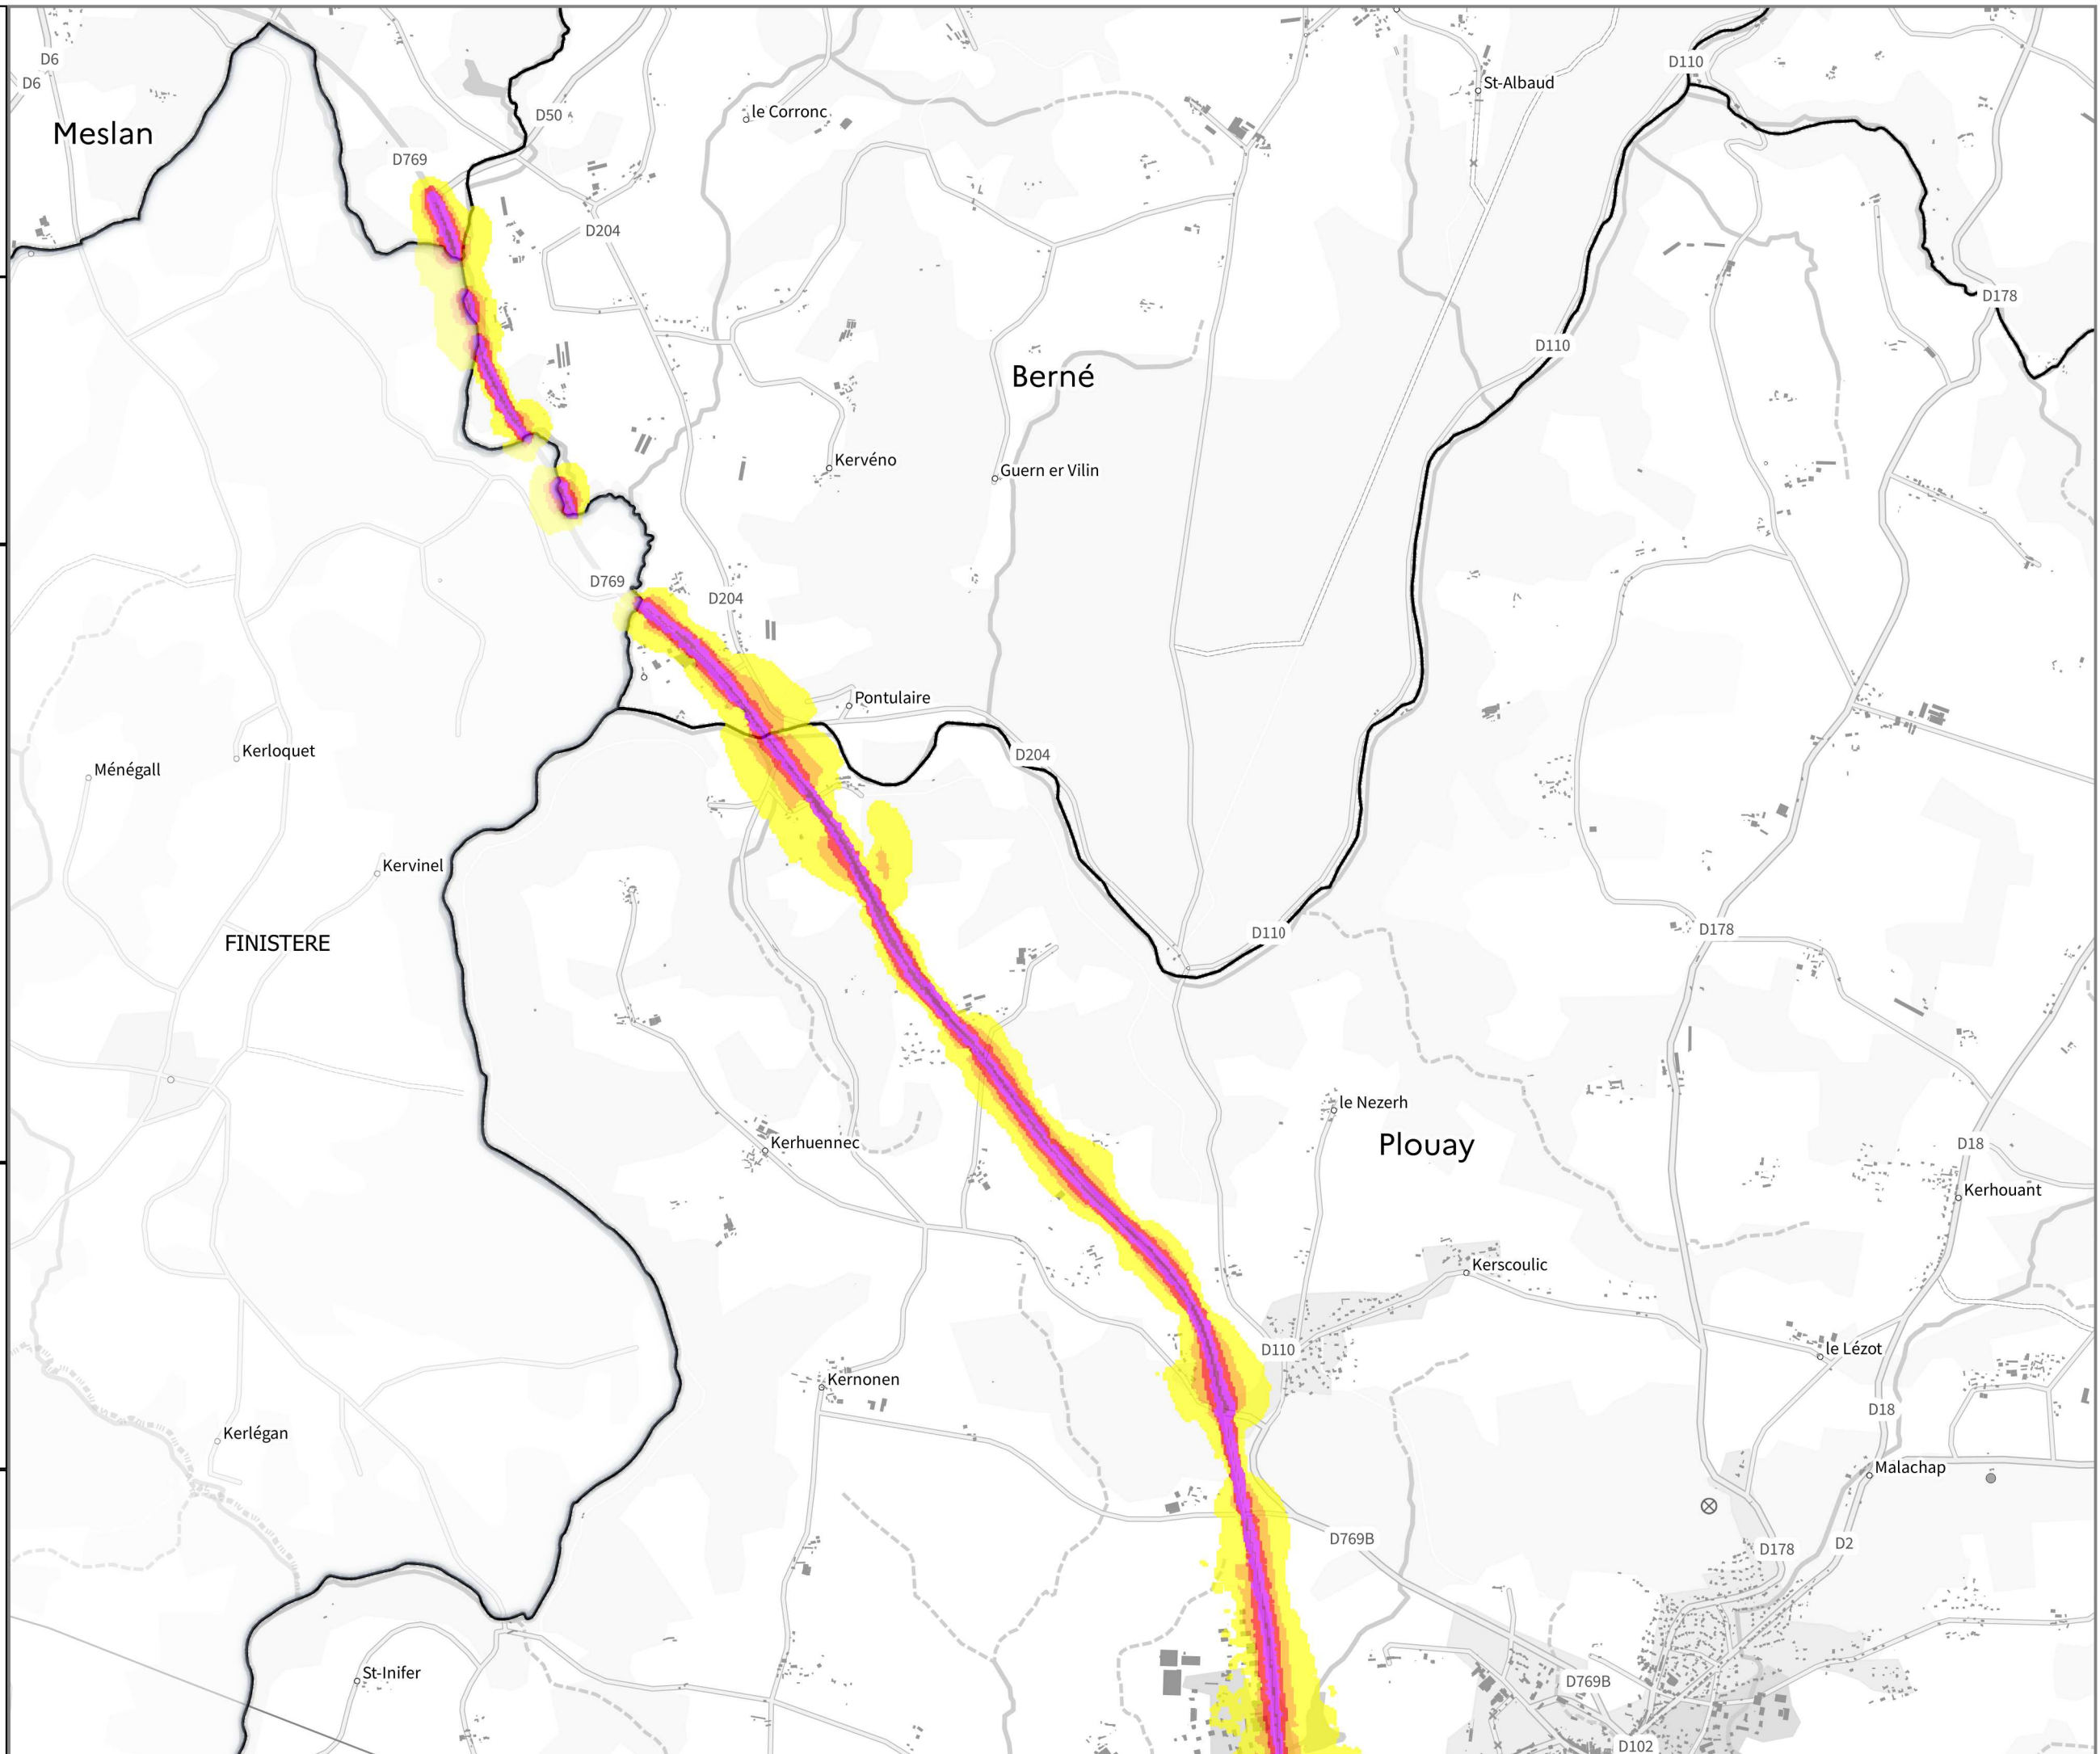 D6
D110
D6
St-Albaud
le Corronc
D50
Meslan
D769
D204
D178
D110
Berné
Kervéno
Guern er Vilin
D769
D204
Pontulaire
Kerloquet
D204
Ménégall
Kervinel
D178
D110
FINISTERE
le Nezerh
Kerhuennec
Plouay
D18
Kerhouant
Kerscoulic
le Lézot
D110
Kernonen
D18
Kerlégan
Malachap
D769B
D2
D178
St-Inifer
D769B
D102